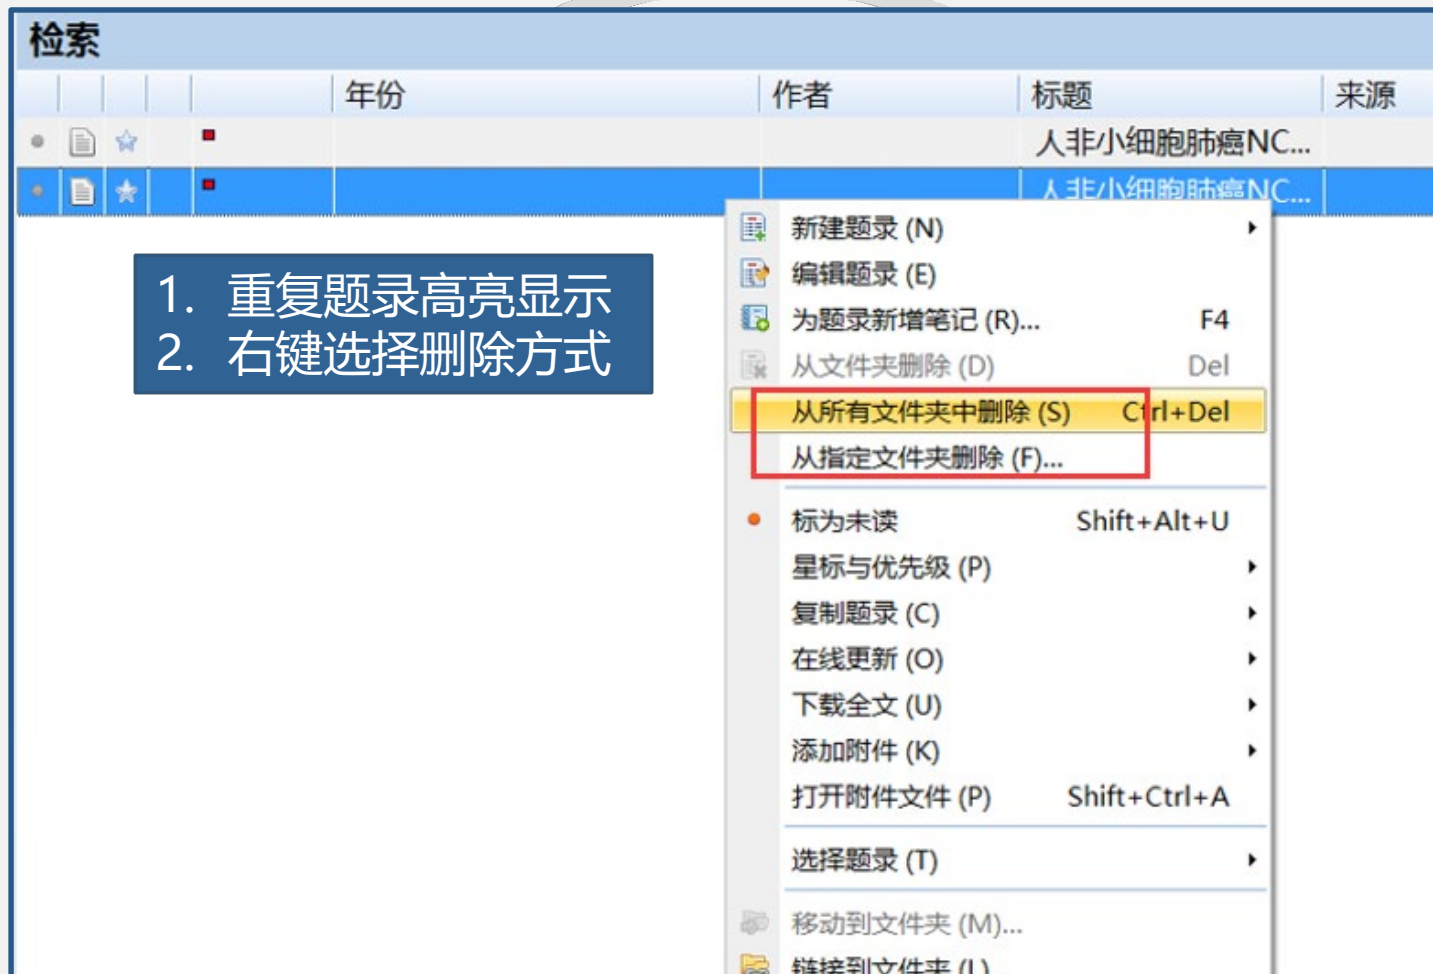 检索
年份 作者 标题 来源
人非小细胞肺癌NC...
人非小细胞肺癌NC...
1. 重复题录高亮显示
2. 右键选择删除方式
新建题录 (N)
编辑题录 (E)
为题录新增笔记 (R)... F4
从文件夹删除 (D) Del
从所有文件夹中删除 (S) Ctrl+Del
从指定文件夹删除 (F)...
标为未读 Shift+Alt+U
星标与优先级 (P)
复制题录 (C)
在线更新 (O)
下载全文 (U)
添加附件 (K)
打开附件文件 (P) Shift+Ctrl+A
选择题录 (T)
移动到文件夹 (M)...
链接到文件夹 (L)...